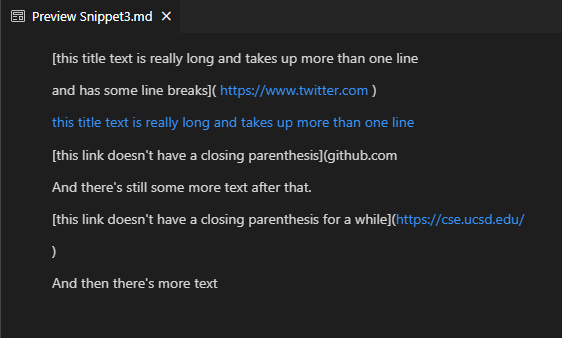 Preview Snippet3.md
[this title text is really long and takes up more than one line
and has some line breaks]( https://www.twitter.com )
this title text is really long and takes up more than one line
[this link doesn't have a closing parenthesis](github.com
And there's still some more text after that.
[this link doesn't have a closing parenthesis for a while](https://cse.ucsd.edu/
)
And then there's more text